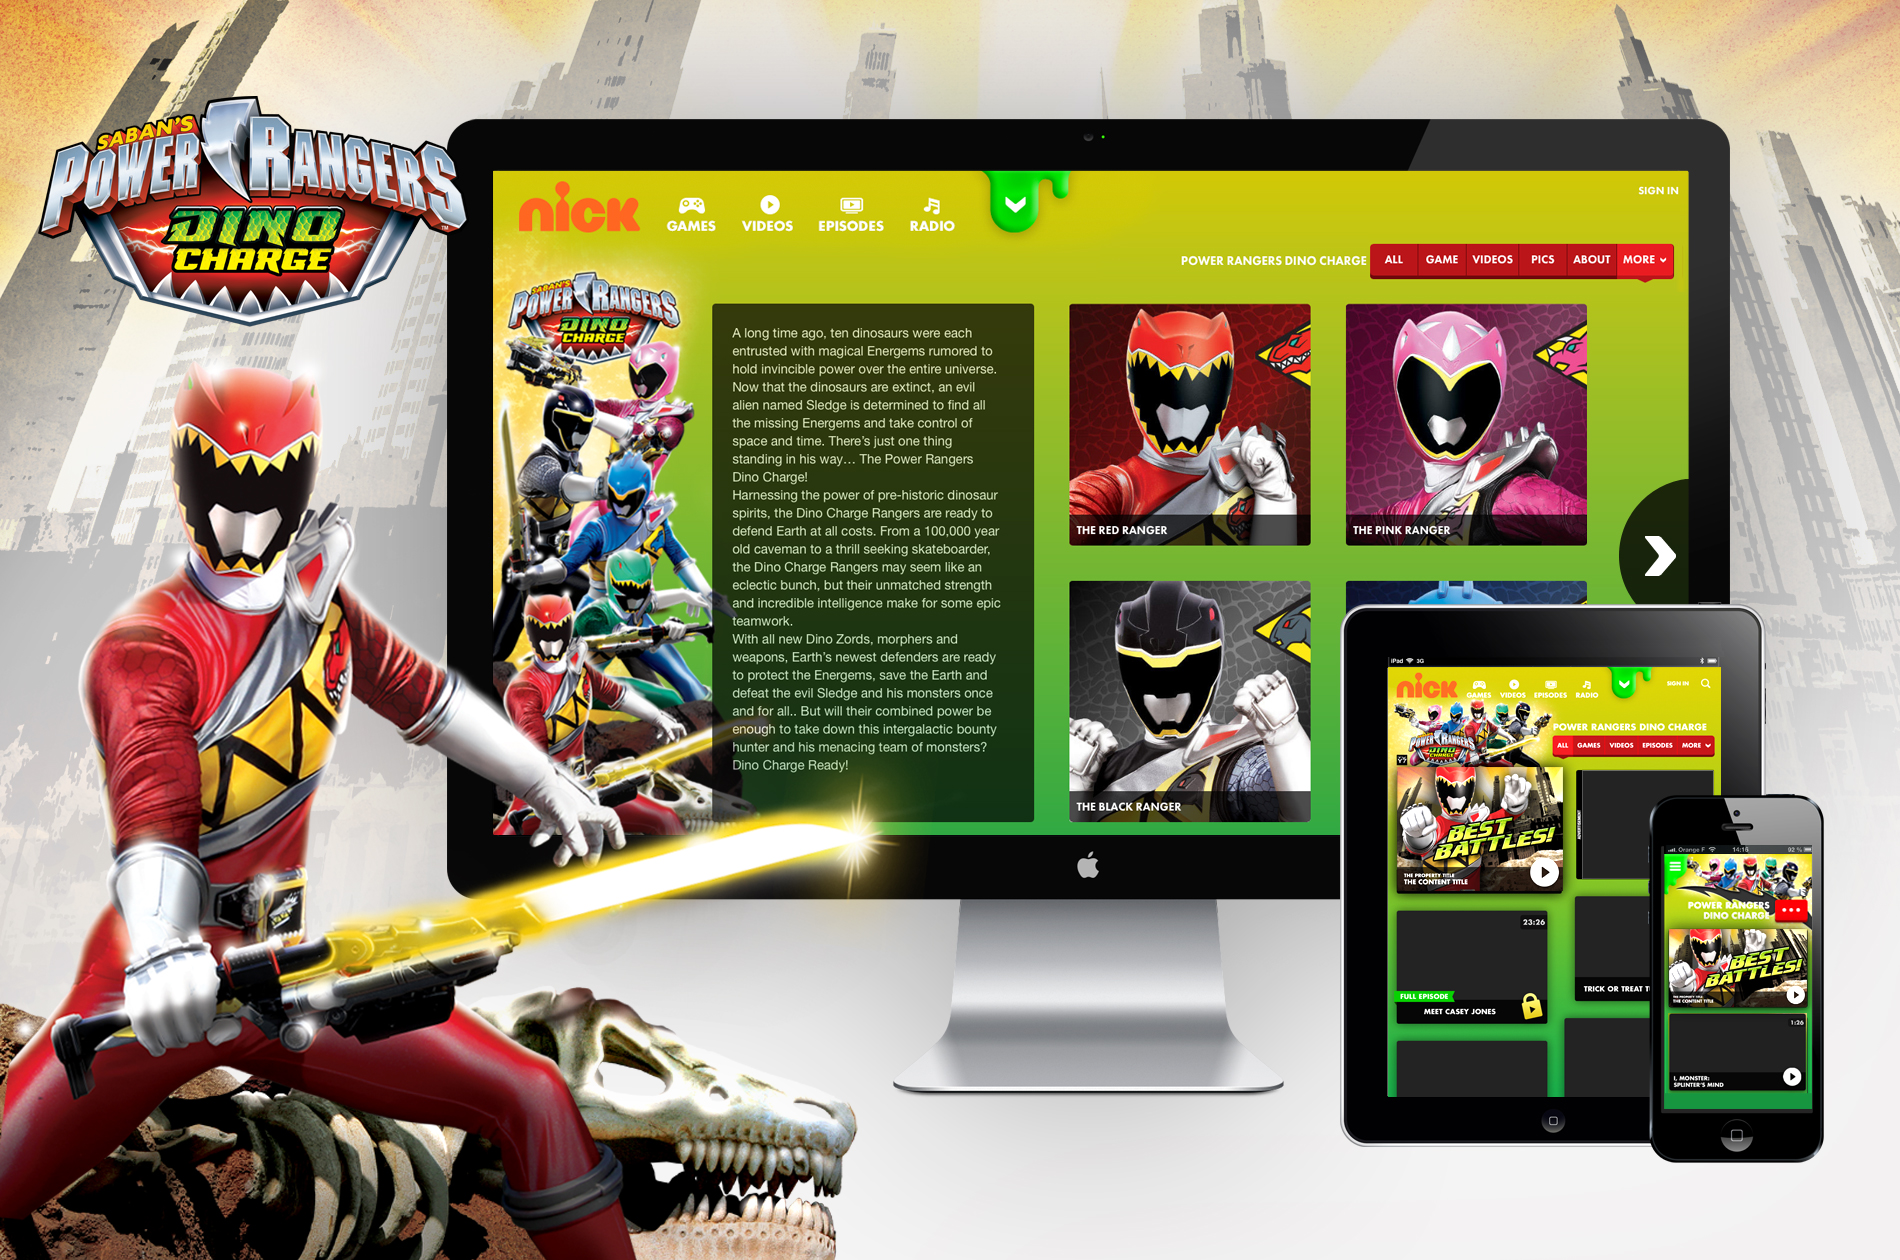 SABAN'S
POWER RANGERS
DINO
CHARGE
nick
GAMES
VIDEOS
EPISODES
RADIO
SIGN IN
POWER RANGERS DINO CHARGE
ALL
GAME
VIDEOS
PICS
ABOUT
MORE
SABAN'S
POWER RANGERS
DINO
CHARGE
A long time ago, ten dinosaurs were each
entrusted with magical Energems rumored to
hold invincible power over the entire universe.
Now that the dinosaurs are extinct, an evil
alien named Sledge is determined to find all
the missing Energems and take control of
space and time. There's just one thing
standing in his way… The Power Rangers
Dino Charge!
Harnessing the power of pre-historic dinosaur
spirits, the Dino Charge Rangers are ready to
defend Earth at all costs. From a 100,000 year
old caveman to a thrill seeking skateboarder,
the Dino Charge Rangers may seem like an
eclectic bunch, but their unmatched strength
and incredible intelligence make for some epic
teamwork.
With all new Dino Zords, morphers and
weapons, Earth's newest defenders are ready
to protect the Energems, save the Earth and
defeat the evil Sledge and his monsters once
and for all.. But will their combined power be
enough to take down this intergalactic bounty
hunter and his menacing team of monsters?
Dino Charge Ready!
THE RED RANGER
THE PINK RANGER
THE BLACK RANGER
iPad 3G
nick
GAMES
VIDEOS
EPISODES
RADIO
SIGN IN
POWER RANGERS DINO CHARGE
POWER RANGERS
DINO
CHARGE
ALL
GAMES
VIDEOS
EPISODES
MORE
BEST
BATTLES!
THE PROPERTY TITLE
THE CONTENT TITLE
ADVERTISEMENT
23:26
FULL EPISODE
MEET CASEY JONES
TRICK OR TREAT T
Orange F 14:16 92 %
POWER RANGERS
DINO CHARGE
BEST
BATTLES!
THE PROPERTY TITLE
THE CONTENT TITLE
1:26
I, MONSTER:
SPLINTER'S MIND